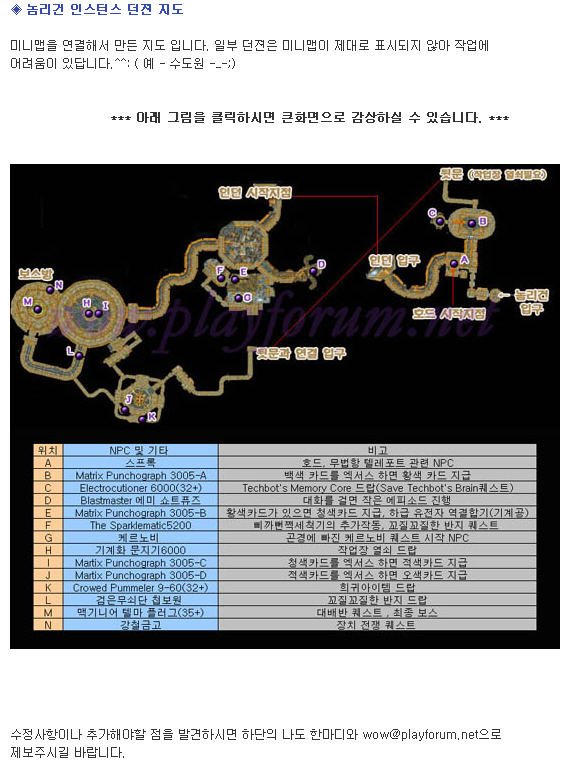 ◈ 놈리건 인스턴스 던젼 지도
미니맵을 연결해서 만든 지도 입니다. 일부 던젼은 미니맵이 제대로 표시되지 않아 작업에
어려움이 있답니다.^^: ( 예 - 수도원 -_-;)
*** 아래 그림을 클릭하시면 큰화면으로 감상하실 수 있습니다. ***
뒷문 (작업장 열쇠필요)
인던 시작지점
C
B
D
인던 입구
A
F
E
G
보스방
N
M
H
I
놈리건
입구
호드 시작지점
www.playforum.net
뒷문과 연결 입구
L
J
K
위치 NPC 및 기타 비고
A 스프록 호드, 무법항 텔레포트 관련 NPC
B Matrix Punchograph 3005-A 백색 카드를 엑서스 하면 황색 카드 지급
C Electrocutioner 6000(32+) Techbot's Memory Core 드랍(Save Techbot's Brain퀘스트)
D Blastmaster 에미 쇼트퓨즈 대화를 걸면 작은 에피소드 진행
E Matrix Punchograph 3005-B 황색카드가 있으면 청색카드 지급, 하급 유전자 역결합기(기계공)
F The Sparklematic5200 삐까뻔쩍세척기의 추가작동, 꼬질꼬질한 반지 퀘스트
G 케르노비 곤경에 빠진 케르노비 퀘스트 시작 NPC
H 기계화 문지기6000 작업장 열쇠 드랍
I Martix Punchograph 3005-C 청색카드를 엑서스 하면 적색카드 지급
J Martix Punchograph 3005-D 적색카드를 엑서스 하면 오색카드 지급
K Crowed Pummeler 9-60(32+) 희귀아이템 드랍
L 검은무쇠단 첩보원 꼬질꼬질한 반지 드랍
M 맥기니어 텔마 플러그(35+) 대배반 퀘스트, 최종 보스
N 강철금고 장치 전쟁 퀘스트
수정사항이나 추가해야할 점을 발견하시면 하단의 나도 한마디와 wow@playforum.net으로
제보주시길 바랍니다.